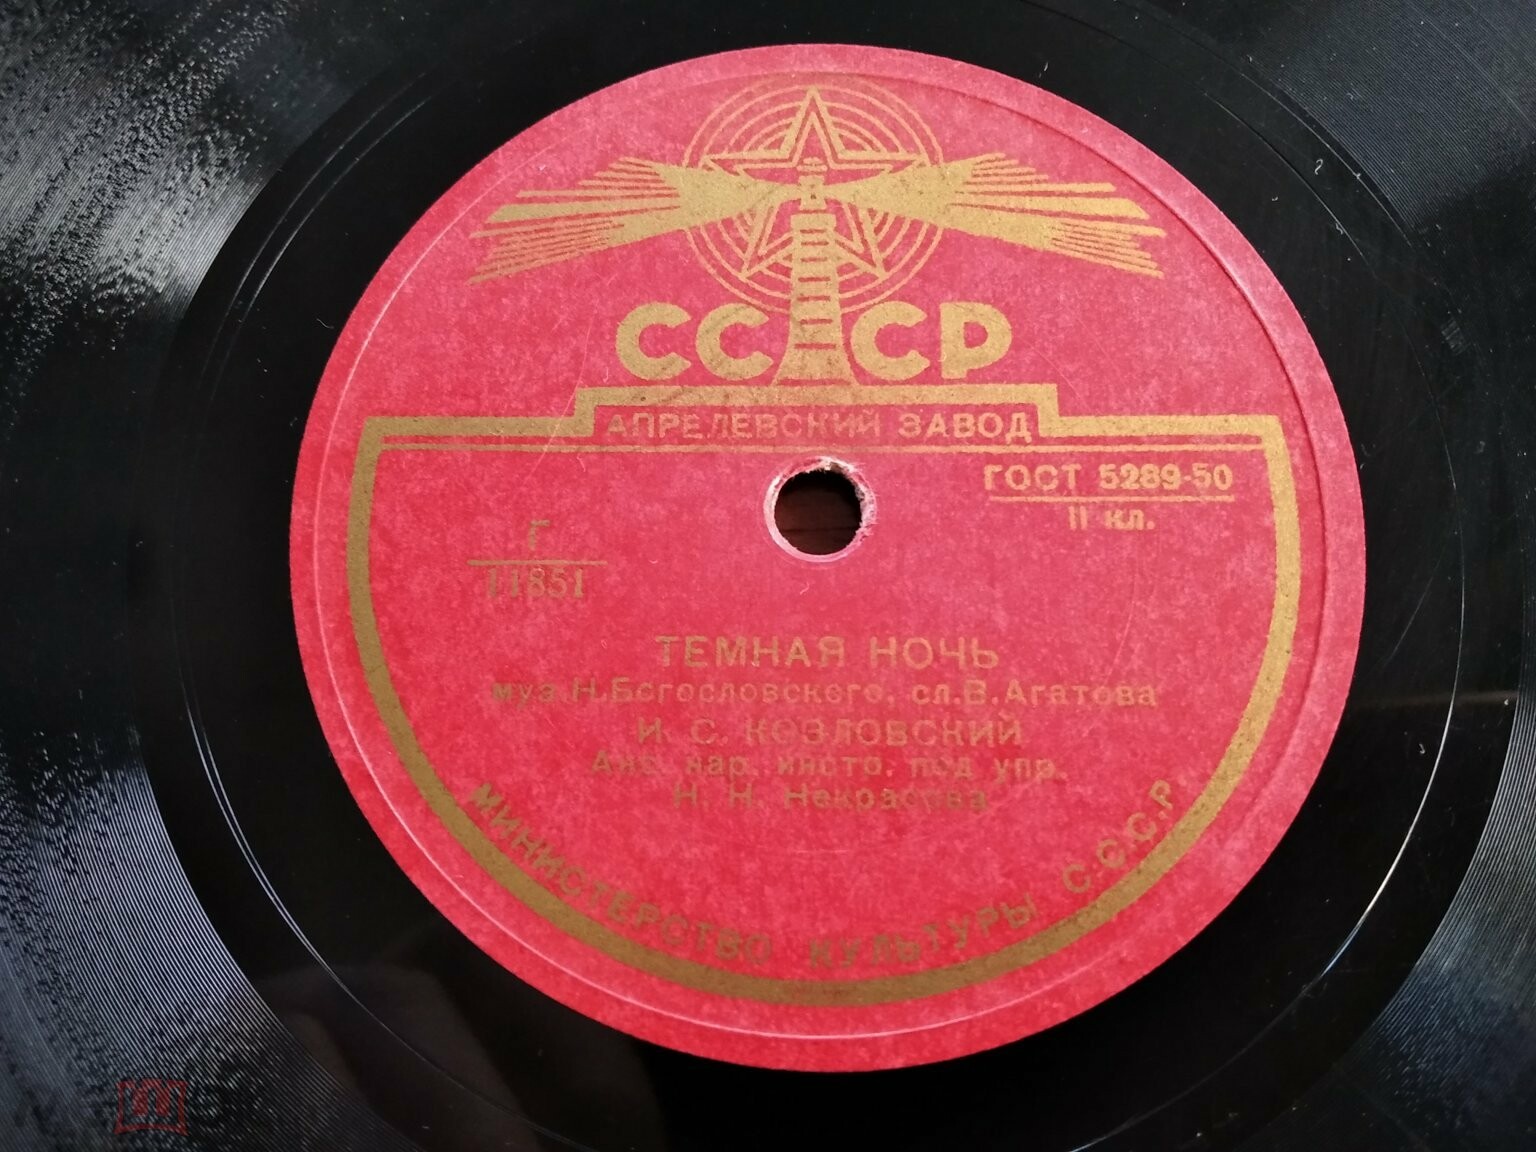 СССР
АПРЕЛЕВСКИЙ ЗАВОД
ГОСТ 5289-50
II кл.
Г
11851
ТЕМНАЯ НОЧЬ
муз.Н.Богословского, сл.В.Агатова
И. С. КОЗЛОВСКИЙ
Анс. нар. инстр. под упр.
Н. Н. Некрасова
МИНИСТЕРСТВО КУЛЬТУРЫ С.С.С.Р.